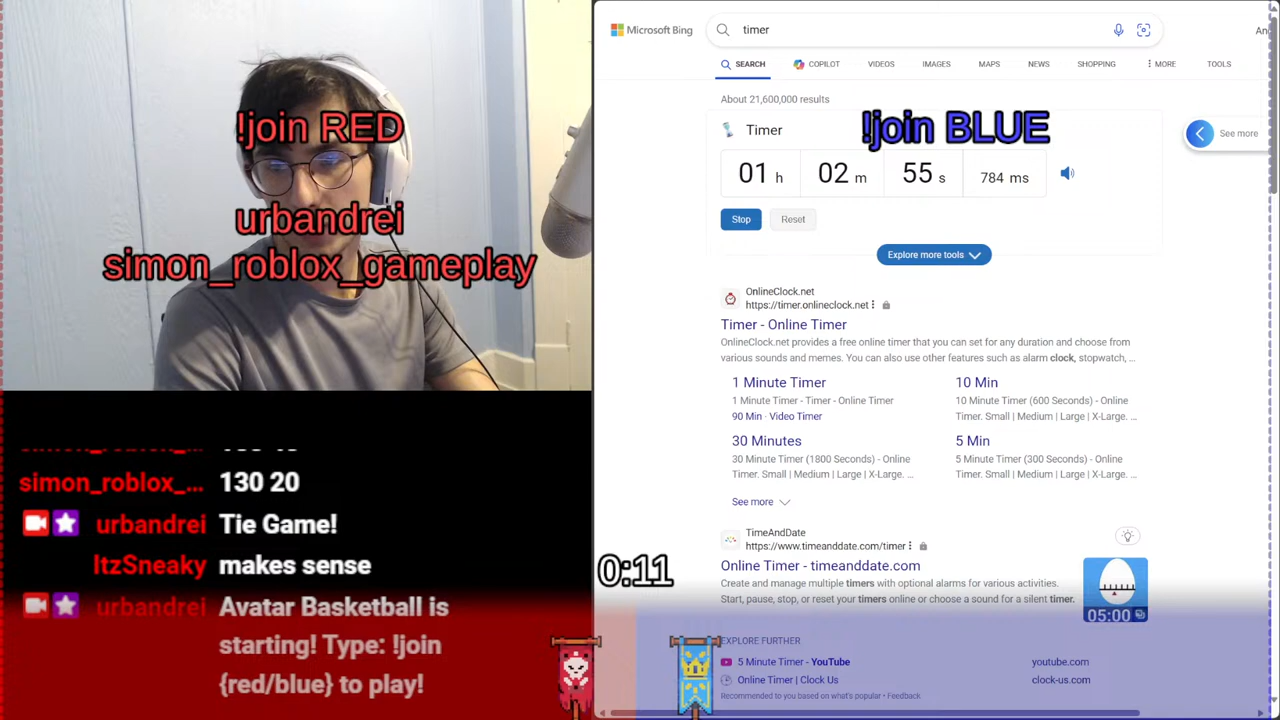 !join RED
urbandrei
simon_roblox_gameplay
simon_roblox_... 130 20
urbandrei Tie Game!
ItzSneaky makes sense
urbandrei Avatar Basketball is
starting! Type: !join
{red/blue} to play!
0:11
!join BLUE
Microsoft Bing
timer
SEARCH COPILOT VIDEOS IMAGES MAPS NEWS SHOPPING MORE TOOLS
About 21,600,000 results
Timer
01 h 02 m 55 s 784 ms
Stop Reset
See more
Explore more tools
OnlineClock.net
https://timer.onlineclock.net
Timer - Online Timer
OnlineClock.net provides a free online timer that you can set for any duration and choose from
various sounds and memes. You can also use other features such as alarm clock, stopwatch, ...
1 Minute Timer
1 Minute Timer - Timer - Online Timer
90 Min · Video Timer
10 Min
10 Minute Timer (600 Seconds) - Online
Timer. Small | Medium | Large | X-Large. ...
30 Minutes
30 Minute Timer (1800 Seconds) - Online
Timer. Small | Medium | Large | X-Large. ...
5 Min
5 Minute Timer (300 Seconds) - Online
Timer. Small | Medium | Large | X-Large. ...
See more
TimeAndDate
https://www.timeanddate.com/timer
Online Timer - timeanddate.com
Create and manage multiple timers with optional alarms for various activities.
Start, pause, stop, or reset your timers online or choose a sound for a silent timer.
05:00
EXPLORE FURTHER
5 Minute Timer - YouTube youtube.com
Online Timer | Clock Us clock-us.com
Recommended to you based on what's popular · Feedback